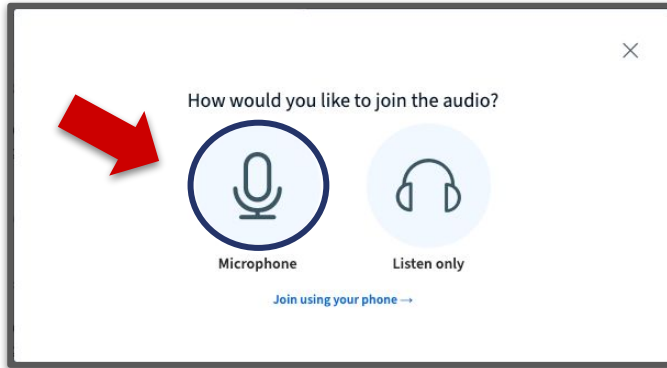 How would you like to join the audio?
Microphone
Listen only
Join using your phone →